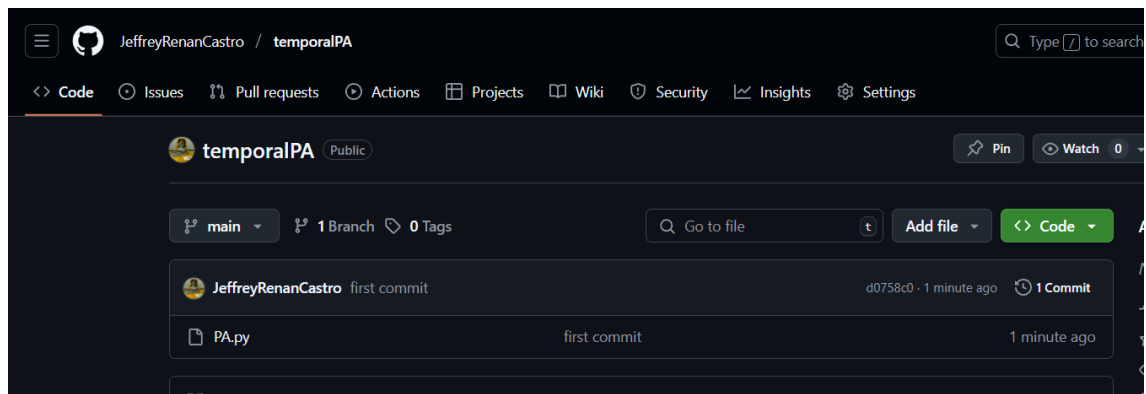 JeffreyRenanCastro / temporalPA
Type / to search
Code Issues Pull requests Actions Projects Wiki Security Insights Settings
temporalPA Public
Pin Watch 0
main 1 Branch 0 Tags
Go to file t Add file Code
JeffreyRenanCastro first commit d0758c0 · 1 minute ago 1 Commit
PA.py first commit 1 minute ago